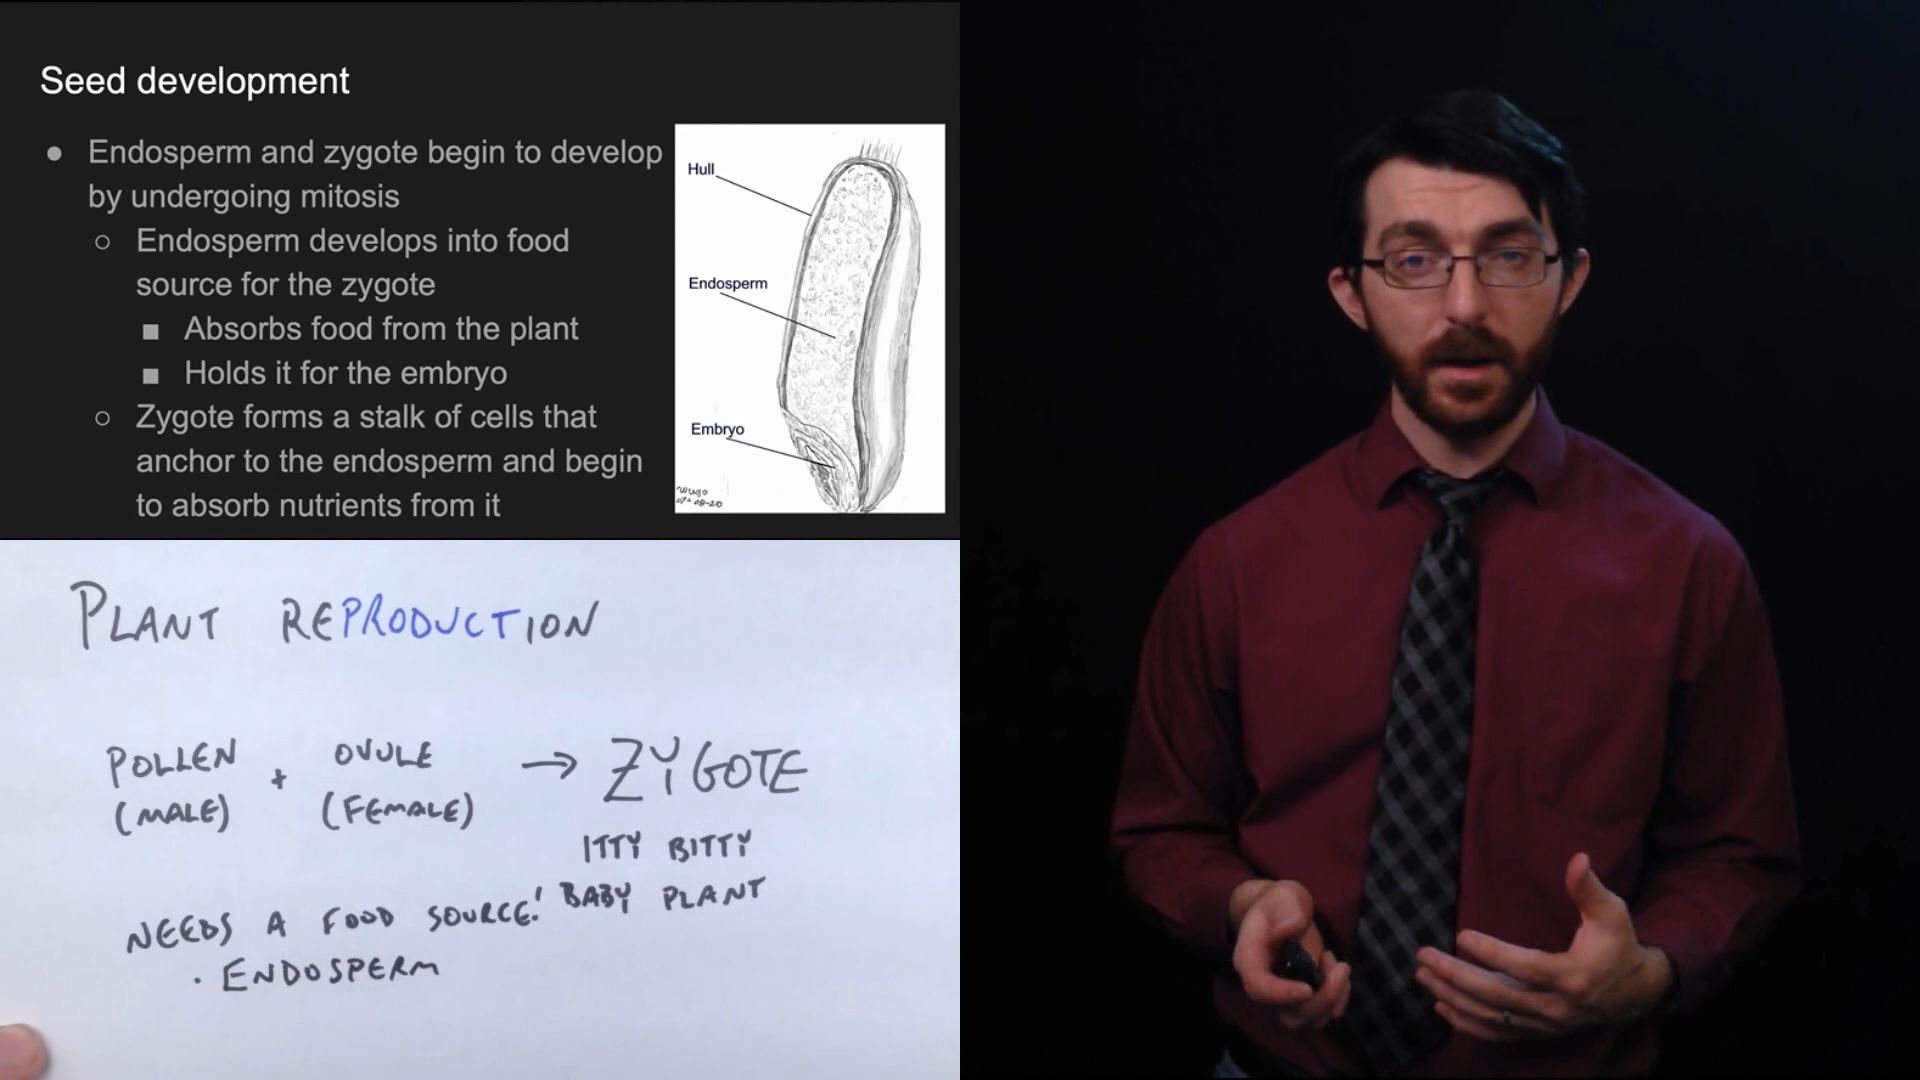 Seed development
● Endosperm and zygote begin to develop
by undergoing mitosis
○ Endosperm develops into food
source for the zygote
■ Absorbs food from the plant
■ Holds it for the embryo
○ Zygote forms a stalk of cells that
anchor to the endosperm and begin
to absorb nutrients from it
Hull
Endosperm
Embryo
PLANT REPRODUCTION
POLLEN + OVULE → ZYGOTE
(MALE) (FEMALE)
ITTY BITTY
BABY PLANT
NEEDS A FOOD SOURCE!
· ENDOSPERM